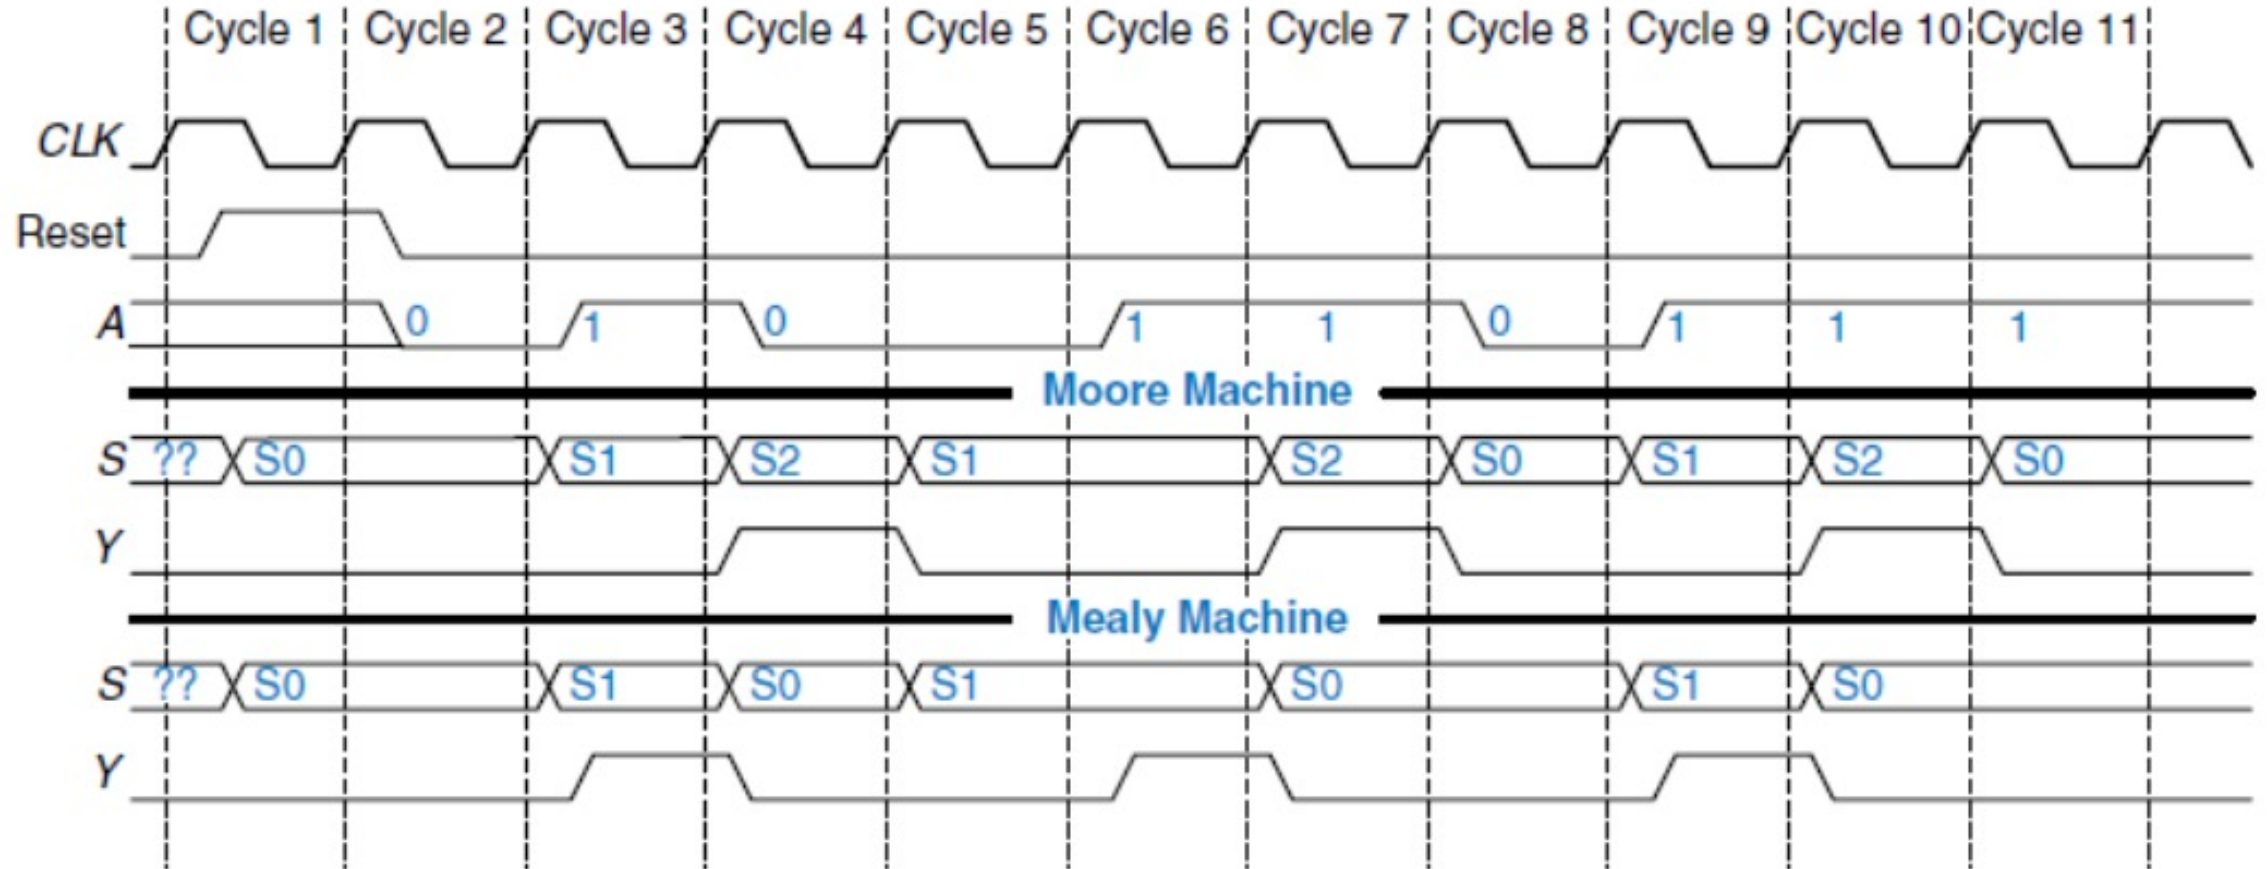 Cycle 1 Cycle 2 Cycle 3 Cycle 4 Cycle 5 Cycle 6 Cycle 7 Cycle 8 Cycle 9 Cycle 10 Cycle 11
CLK
Reset
A 0 1 0 1 1 0 1 1 1
Moore Machine
S ?? S0 S1 S2 S1 S2 S0 S1 S2 S0
Y
Mealy Machine
S ?? S0 S1 S0 S1 S0 S1 S0
Y